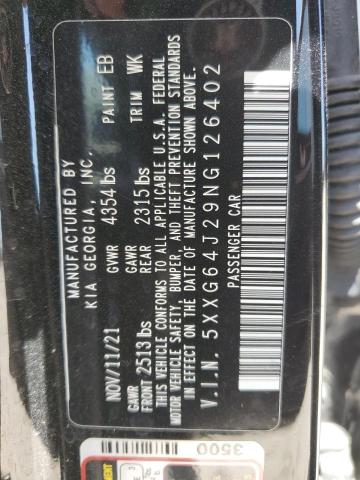 MANUFACTURED BY
KIA GEORGIA, INC.
NOV/11/21 GVWR 4354 lbs PAINT EB
GAWR FRONT 2513 lbs GAWR REAR 2315 lbs TRIM WK
THIS VEHICLE CONFORMS TO ALL APPLICABLE U.S.A. FEDERAL
MOTOR VEHICLE SAFETY, BUMPER, AND THEFT PREVENTION STANDARDS
IN EFFECT ON THE DATE OF MANUFACTURE SHOWN ABOVE.
V.I.N. 5XXG64J29NG126402
PASSENGER CAR
3500